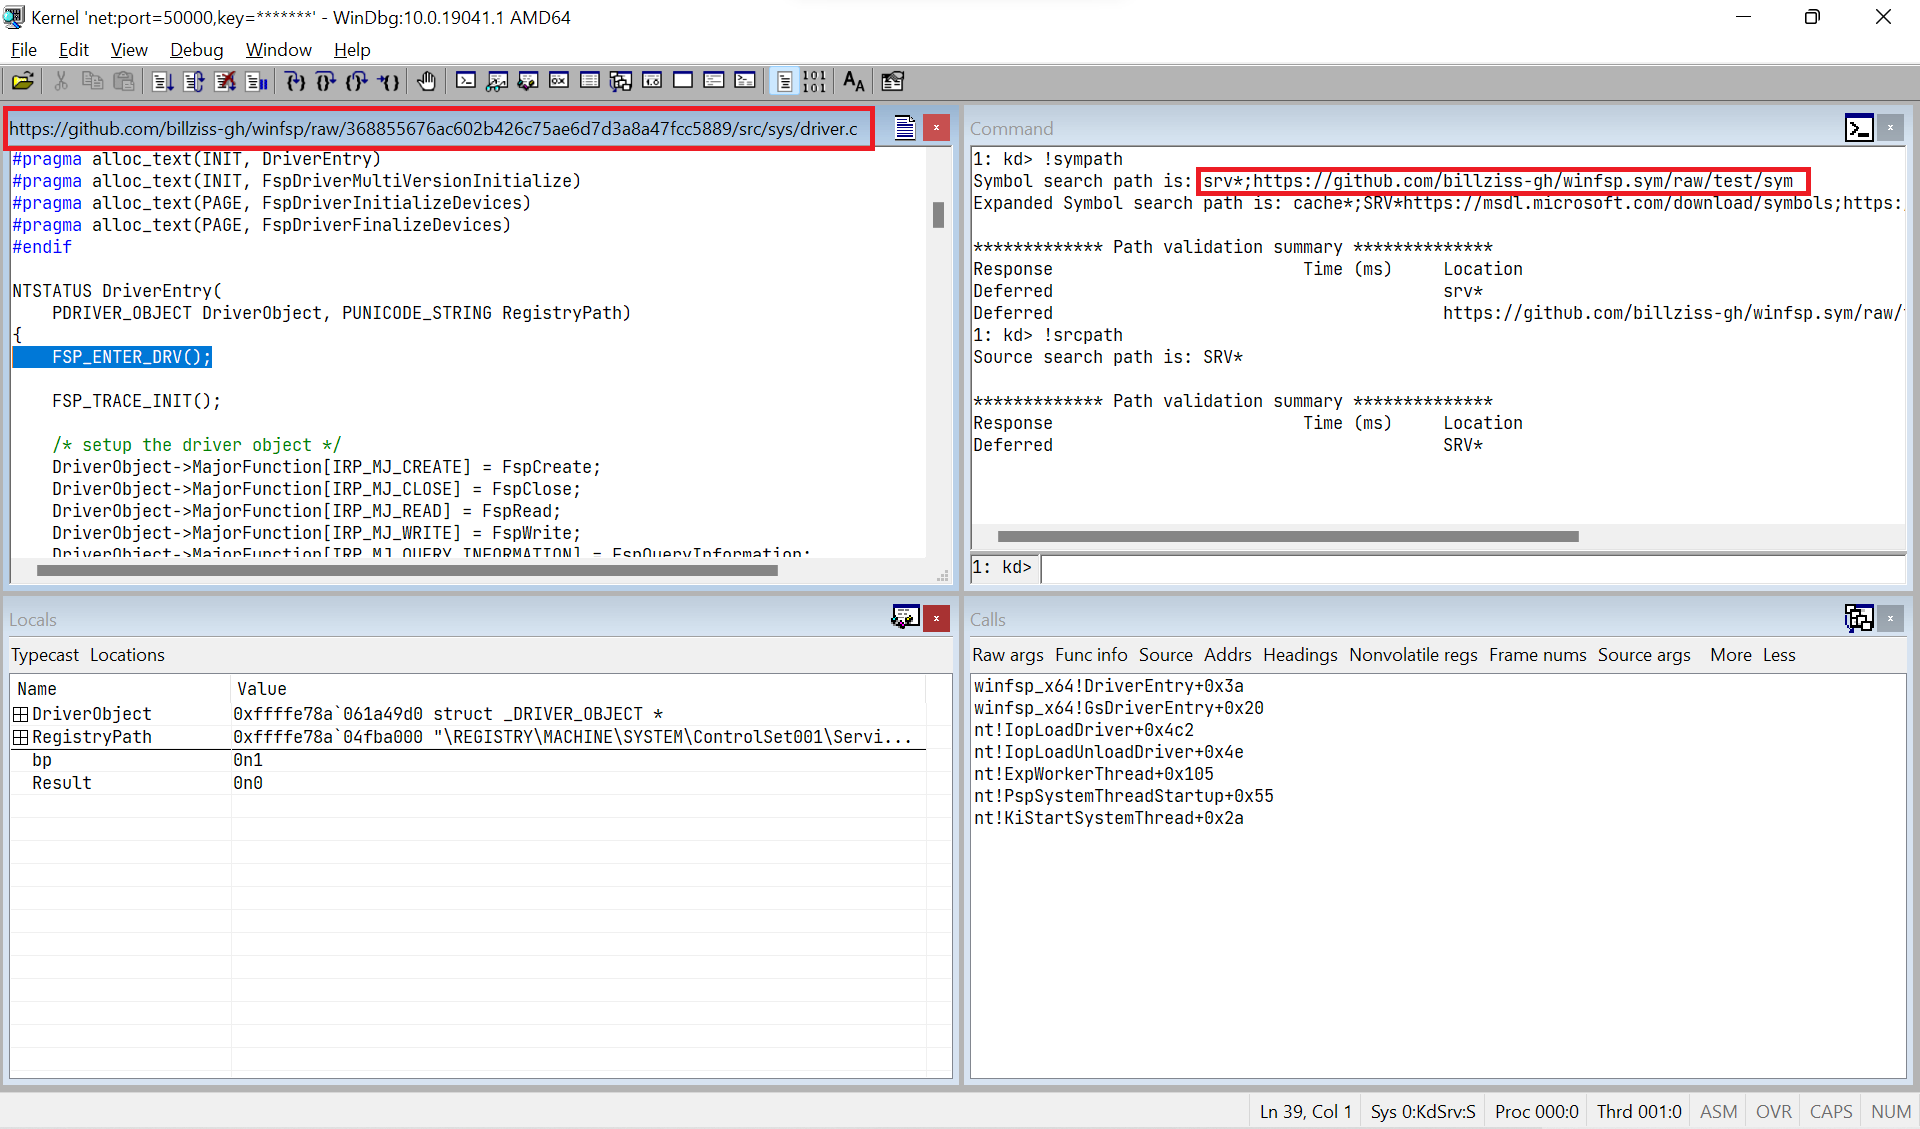 Kernel 'net:port=50000,key=*******' - WinDbg:10.0.19041.1 AMD64
File Edit View Debug Window Help
https://github.com/billziss-gh/winfsp/raw/368855676ac602b426c75ae6d7d3a8a47fcc5889/src/sys/driver.c
#pragma alloc_text(INIT, DriverEntry)
#pragma alloc_text(INIT, FspDriverMultiVersionInitialize)
#pragma alloc_text(PAGE, FspDriverInitializeDevices)
#pragma alloc_text(PAGE, FspDriverFinalizeDevices)
#endif
NTSTATUS DriverEntry(
    PDRIVER_OBJECT DriverObject, PUNICODE_STRING RegistryPath)
{
    FSP_ENTER_DRV();
    FSP_TRACE_INIT();
    /* setup the driver object */
    DriverObject->MajorFunction[IRP_MJ_CREATE] = FspCreate;
    DriverObject->MajorFunction[IRP_MJ_CLOSE] = FspClose;
    DriverObject->MajorFunction[IRP_MJ_READ] = FspRead;
    DriverObject->MajorFunction[IRP_MJ_WRITE] = FspWrite;
    DriverObject->MajorFunction[IRP_MJ_QUERY_INFORMATION] = FspQueryInformation;
Command
1: kd> !sympath
Symbol search path is: srv*;https://github.com/billziss-gh/winfsp.sym/raw/test/sym
Expanded Symbol search path is: cache*;SRV*https://msdl.microsoft.com/download/symbols;https:
************* Path validation summary **************
Response Time (ms) Location
Deferred srv*
Deferred https://github.com/billziss-gh/winfsp.sym/raw/
1: kd> !srcpath
Source search path is: SRV*
************* Path validation summary **************
Response Time (ms) Location
Deferred SRV*
1: kd>
Locals
Typecast Locations
Name Value
DriverObject 0xffffe78a`061a49d0 struct _DRIVER_OBJECT *
RegistryPath 0xffffe78a`04fba000 "\REGISTRY\MACHINE\SYSTEM\ControlSet001\Servi...
bp 0n1
Result 0n0
Calls
Raw args Func info Source Addrs Headings Nonvolatile regs Frame nums Source args More Less
winfsp_x64!DriverEntry+0x3a
winfsp_x64!GsDriverEntry+0x20
nt!IopLoadDriver+0x4c2
nt!IopLoadUnloadDriver+0x4e
nt!ExpWorkerThread+0x105
nt!PspSystemThreadStartup+0x55
nt!KiStartSystemThread+0x2a
Ln 39, Col 1 Sys 0:KdSrv:S Proc 000:0 Thrd 001:0 ASM OVR CAPS NUM